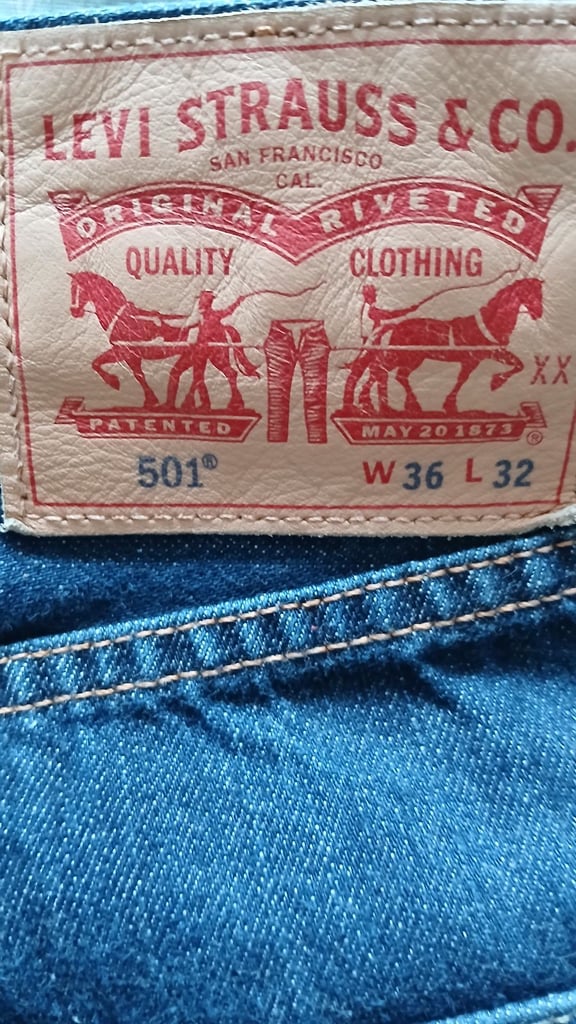 LEVI STRAUSS & CO.
SAN FRANCISCO
CAL.
ORIGINAL RIVETED
QUALITY CLOTHING
XX
PATENTED MAY 20 1873 ®
501® W 36 L 32